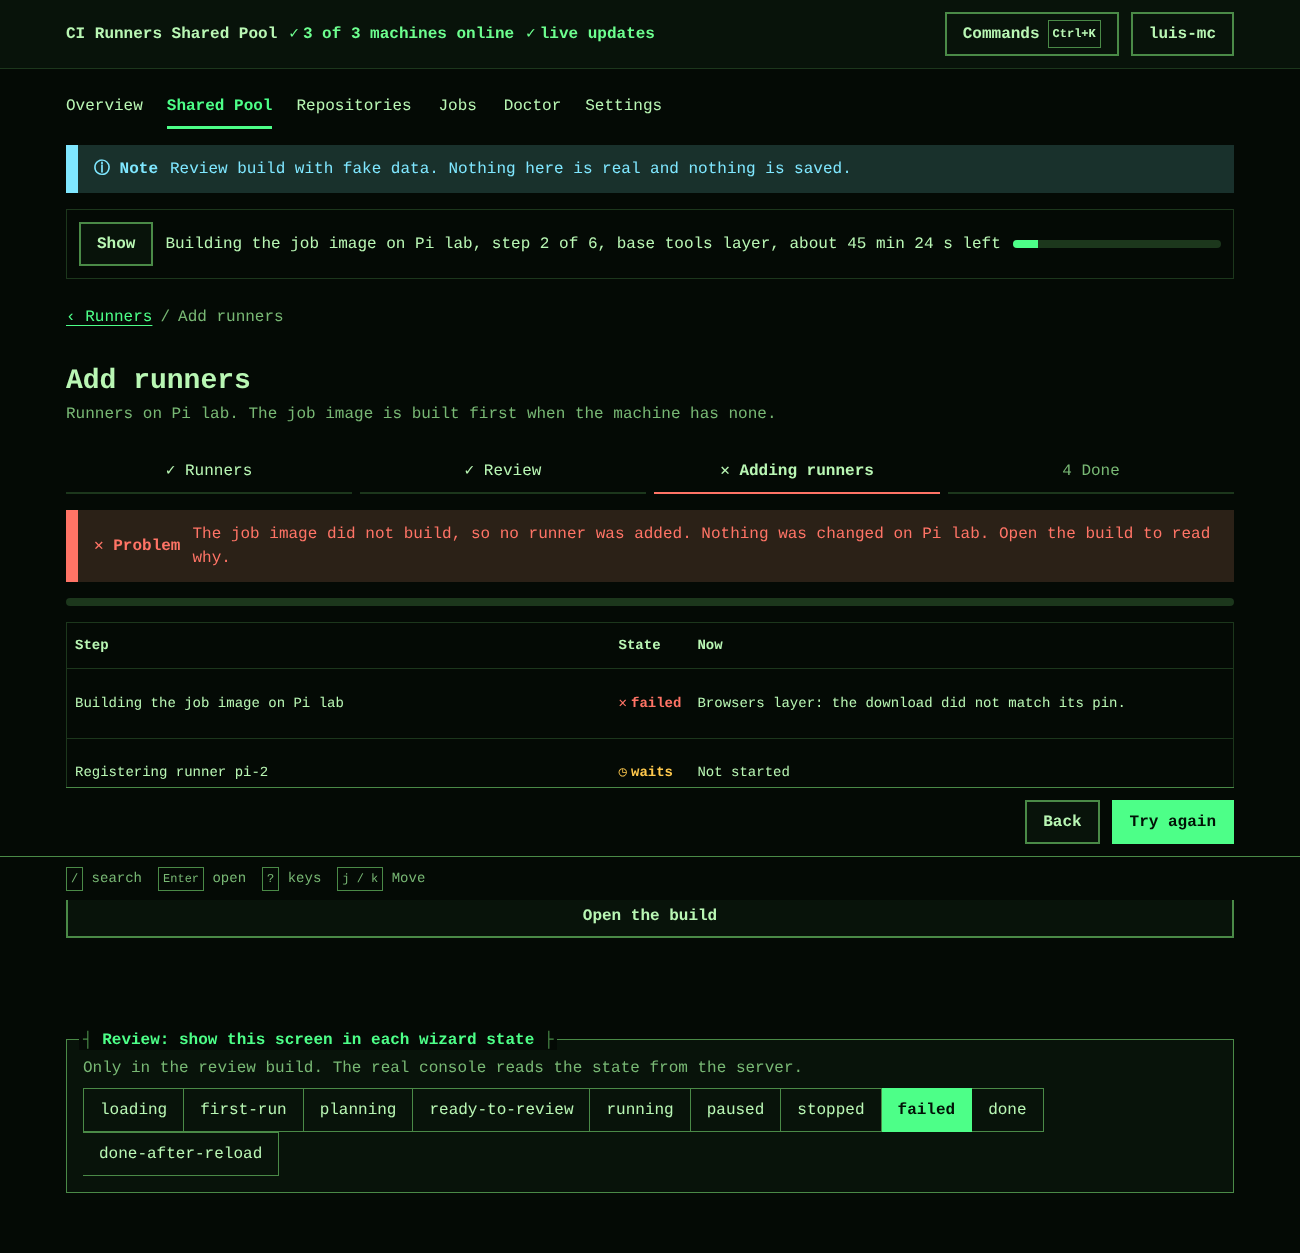 CI Runners Shared Pool ✓ 3 of 3 machines online ✓ live updates Commands Ctrl+K luis-mc
Overview Shared Pool Repositories Jobs Doctor Settings
ⓘ Note Review build with fake data. Nothing here is real and nothing is saved.
Show Building the job image on Pi lab, step 2 of 6, base tools layer, about 45 min 24 s left
‹ Runners / Add runners
Add runners
Runners on Pi lab. The job image is built first when the machine has none.
✓ Runners ✓ Review × Adding runners 4 Done
× Problem The job image did not build, so no runner was added. Nothing was changed on Pi lab. Open the build to read
why.
Step State Now
Building the job image on Pi lab × failed Browsers layer: the download did not match its pin.
Registering runner pi-2 ◷ waits Not started
Back Try again
/ search Enter open ? keys j / k Move
Open the build
Review: show this screen in each wizard state
Only in the review build. The real console reads the state from the server.
loading first-run planning ready-to-review running paused stopped failed done
done-after-reload